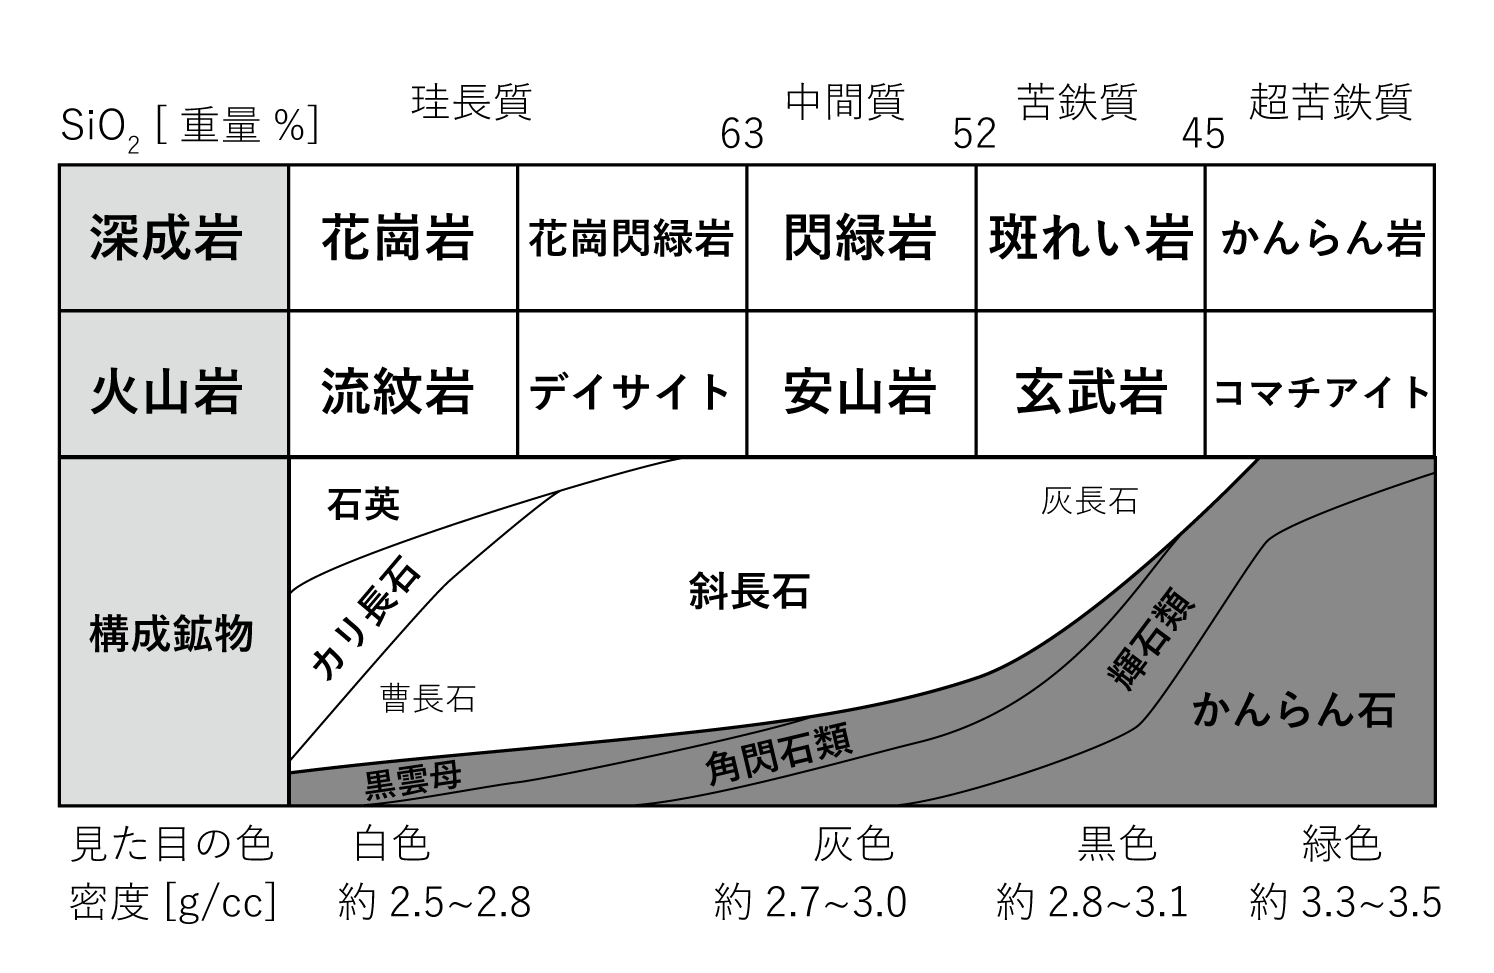 SiO2 [ 重量 %] 珪長質 63 中間質 52 苦鉄質 45 超苦鉄質
深成岩 花崗岩 花崗閃緑岩 閃緑岩 斑れい岩 かんらん岩
火山岩 流紋岩 デイサイト 安山岩 玄武岩 コマチアイト
構成鉱物
石英
カリ長石
曹長石
斜長石
灰長石
黒雲母
角閃石類
輝石類
かんらん石
見た目の色 白色 灰色 黒色 緑色
密度 [g/cc] 約 2.5~2.8 約 2.7~3.0 約 2.8~3.1 約 3.3~3.5